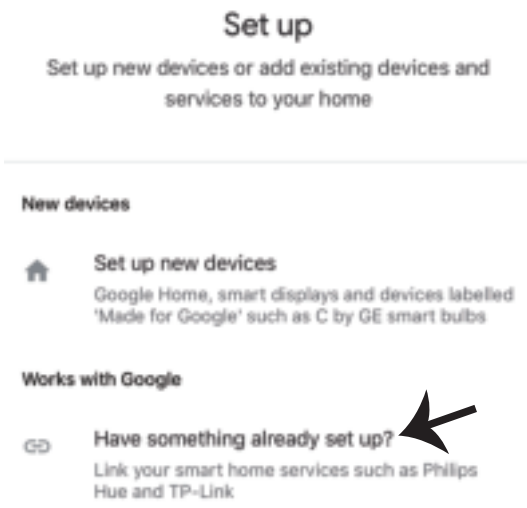 Set up
Set up new devices or add existing devices and
services to your home
New devices
Set up new devices
Google Home, smart displays and devices labelled
'Made for Google' such as C by GE smart bulbs
Works with Google
Have something already set up?
Link your smart home services such as Philips
Hue and TP-Link